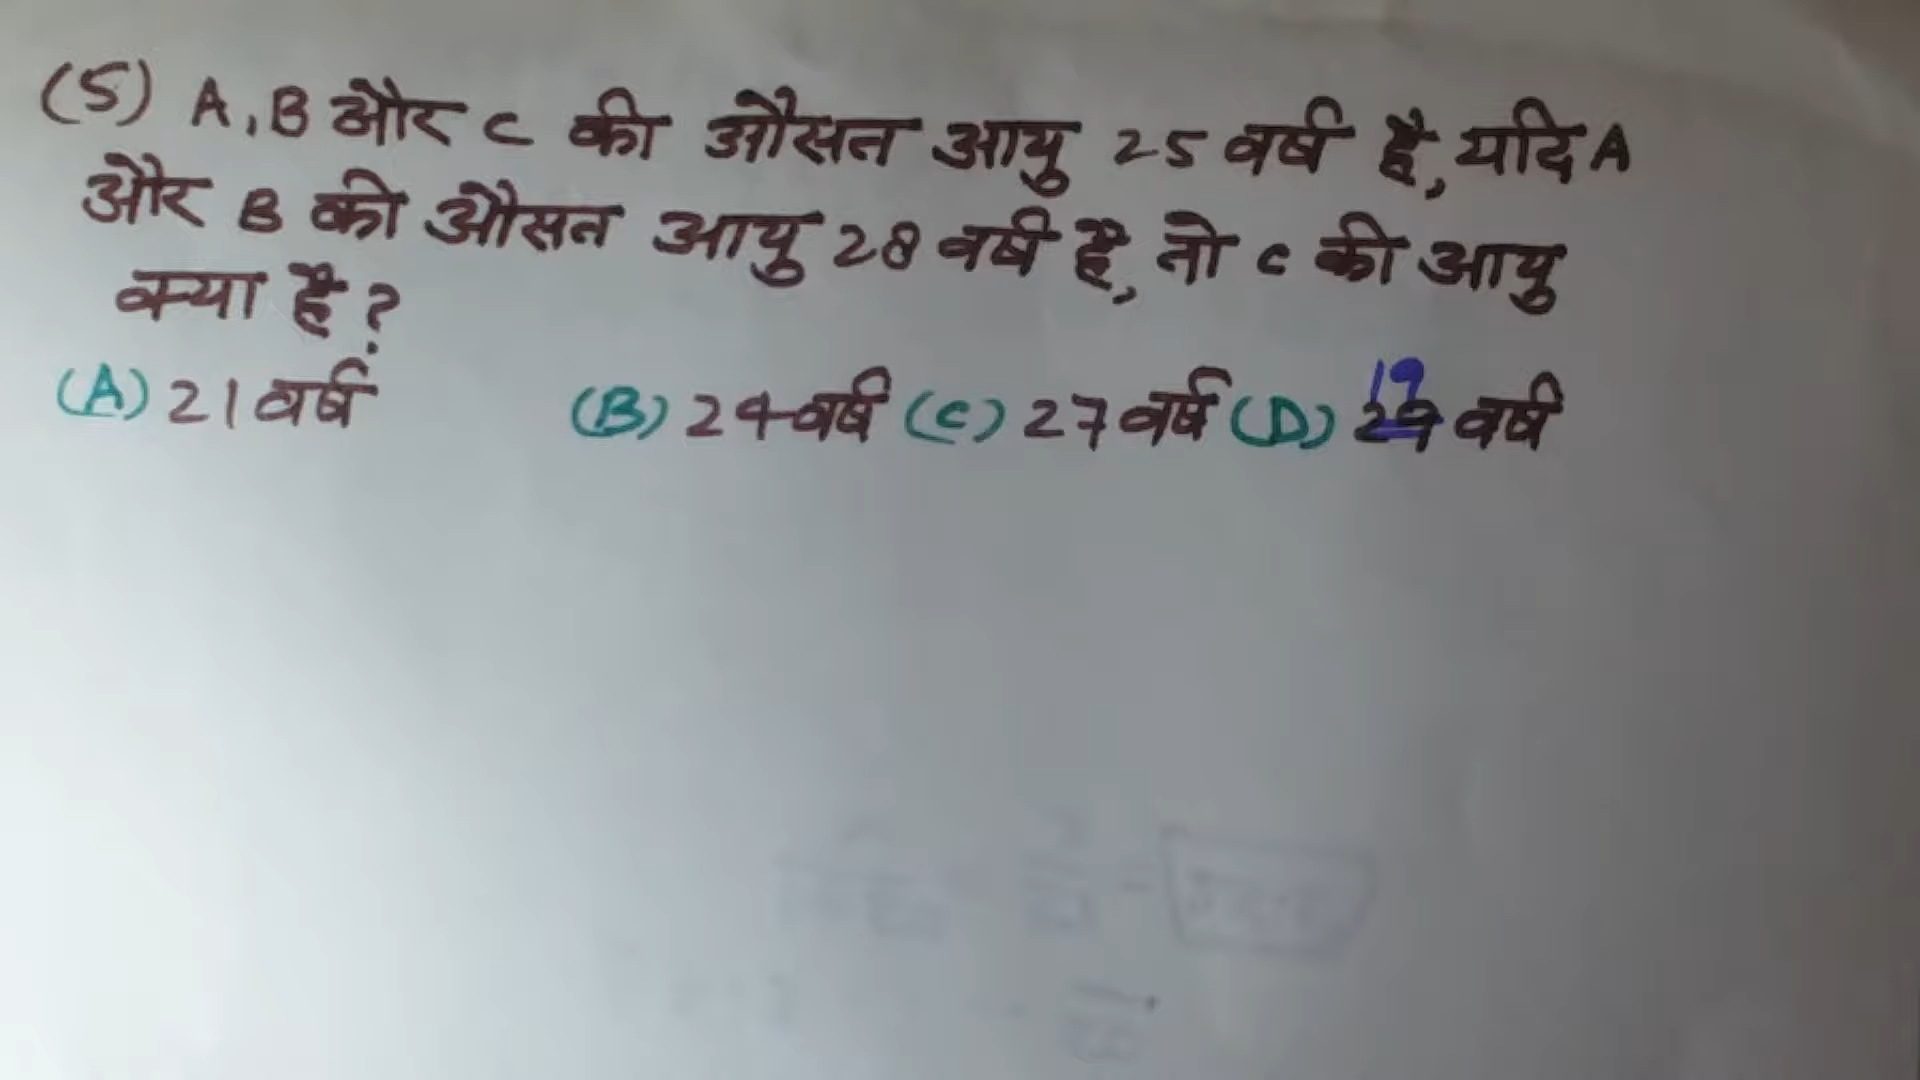 (5) A, B और C की औसत आयु 25 वर्ष है, यदि A
और B की औसत आयु 28 वर्ष है, तो C की आयु
क्या है?
(A) 21 वर्ष (B) 24 वर्ष (C) 27 वर्ष (D) 29 19 वर्ष